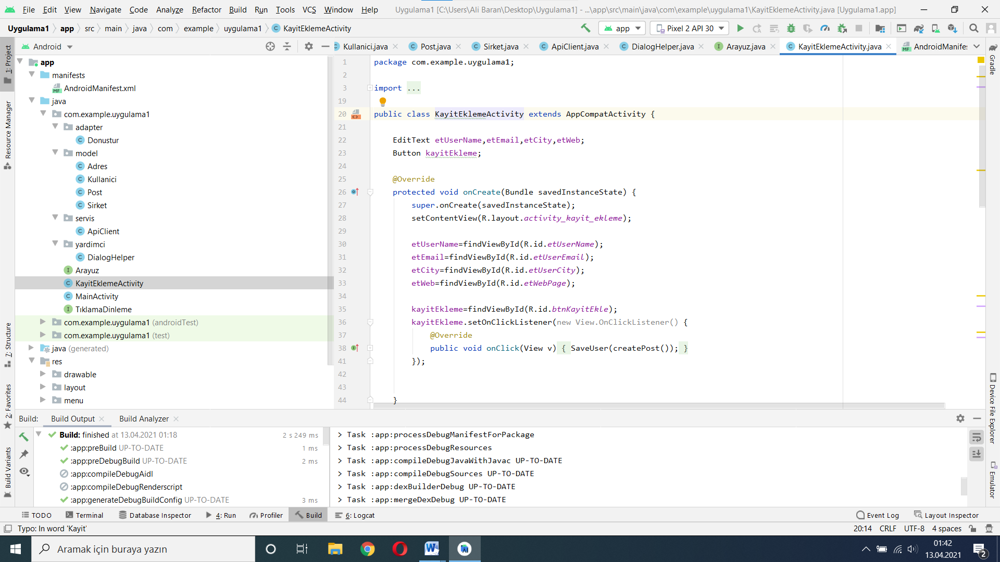 File Edit View Navigate Code Analyze Refactor Build Run Tools VCS Window Help Uygulama1 [C:\Users\Ali Baran\Desktop\Uygulama1] - ...\app\src\main\java\com\example\uygulama1\KayitEklemeActivity.java [Uygulama1.app]
Uygulama1 app src main java com example uygulama1 KayitEklemeActivity app Pixel 2 API 30
Android Kullanici.java Post.java Sirket.java ApiClient.java DialogHelper.java Arayuz.java KayitEklemeActivity.java AndroidManifes
1: Project
Resource Manager
7: Structure
2: Favorites
Build Variants
app
manifests
AndroidManifest.xml
java
com.example.uygulama1
adapter
Donustur
model
Adres
Kullanici
Post
Sirket
servis
ApiClient
yardimci
DialogHelper
Arayuz
KayitEklemeActivity
MainActivity
TıklamaDinleme
com.example.uygulama1 (androidTest)
com.example.uygulama1 (test)
java (generated)
res
drawable
layout
menu
1 package com.example.uygulama1;
2
3 import ...
19
20 public class KayitEklemeActivity extends AppCompatActivity {
21
22 EditText etUserName,etEmail,etCity,etWeb;
23 Button kayitEkleme;
24
25 @Override
26 protected void onCreate(Bundle savedInstanceState) {
27 super.onCreate(savedInstanceState);
28 setContentView(R.layout.activity_kayit_ekleme);
29
30 etUserName=findViewById(R.id.etUserName);
31 etEmail=findViewById(R.id.etUserEmail);
32 etCity=findViewById(R.id.etUserCity);
33 etWeb=findViewById(R.id.etWebPage);
34
35 kayitEkleme=findViewById(R.id.btnKayitEkle);
36 kayitEkleme.setOnClickListener(new View.OnClickListener() {
37 @Override
38 public void onClick(View v) { SaveUser(createPost()); }
41 });
42
43
44 }
Gradle
Device File Explorer
Emulator
Build: Build Output Build Analyzer
Build: finished at 13.04.2021 01:18 2 s 249 ms
:app:preBuild UP-TO-DATE 1 ms
:app:preDebugBuild UP-TO-DATE 2 ms
:app:compileDebugAidl
:app:compileDebugRenderscript
:app:generateDebugBuildConfig UP-TO-DATE 3 ms
> Task :app:processDebugManifestForPackage
> Task :app:processDebugResources
> Task :app:compileDebugJavaWithJavac UP-TO-DATE
> Task :app:compileDebugSources UP-TO-DATE
> Task :app:dexBuilderDebug UP-TO-DATE
> Task :app:mergeDexDebug UP-TO-DATE
TODO Terminal Database Inspector 4: Run Profiler Build 6: Logcat Event Log Layout Inspector
Typo: In word 'Kayit' 20:14 CRLF UTF-8 4 spaces
Aramak için buraya yazın
01:42
13.04.2021
2